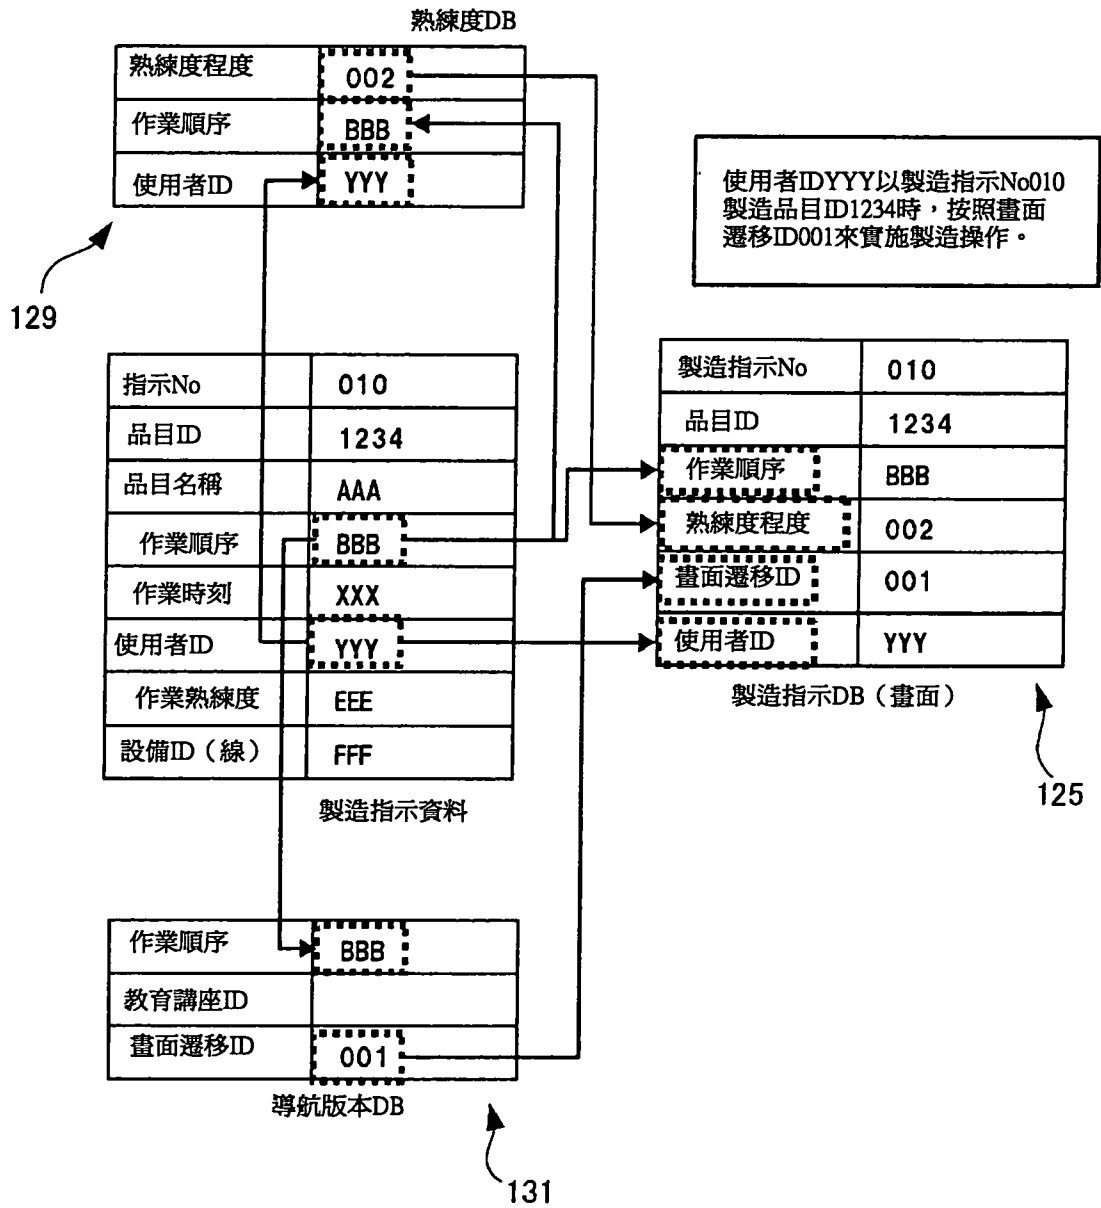 熟練度DB
熟練度程度 002
作業順序 BBB
使用者ID YYY
129
使用者IDYYY以製造指示No010
製造品目ID1234時，按照畫面
遷移ID001來實施製造操作。
指示No 010
品目ID 1234
品目名稱 AAA
作業順序 BBB
作業時刻 XXX
使用者ID YYY
作業熟練度 EEE
設備ID（線） FFF
製造指示資料
製造指示No 010
品目ID 1234
作業順序 BBB
熟練度程度 002
畫面遷移ID 001
使用者ID YYY
製造指示DB（畫面）
125
作業順序 BBB
教育講座ID
畫面遷移ID 001
導航版本DB
131